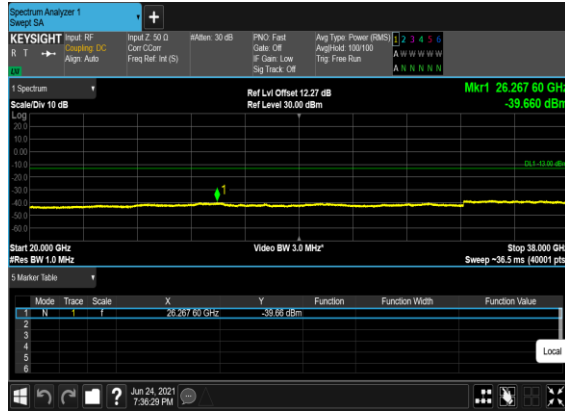 Spectrum Analyzer 1
Swept SA
KEYSIGHT Input: RF Input Z: 50 Ω #Atten: 30 dB PNO: Fast Avg Type: Power (RMS) 1 2 3 4 5 6
R T Coupling: DC Corr CCorr Gate: Off Avg|Hold: 100/100 A W W W W W
Align: Auto Freq Ref: Int (S) IF Gain: Low Trig: Free Run
Sig Track: Off A N N N N N
1 Spectrum Ref Lvl Offset 12.27 dB Mkr1 26.267 60 GHz
Scale/Div 10 dB Ref Level 30.00 dBm -39.660 dBm
Log
20.0
10.0
0.00
-10.0 DL1 -13.00 dBm
-20.0
-30.0 1
-40.0
-50.0
-60.0
Start 20.000 GHz Video BW 3.0 MHz* Stop 38.000 GHz
#Res BW 1.0 MHz Sweep ~36.5 ms (40001 pts)
5 Marker Table
Mode Trace Scale X Y Function Function Width Function Value
1 N 1 f 26.267 60 GHz -39.66 dBm
2
3
4
5
6
Local
? Jun 24, 2021
7:36:29 PM